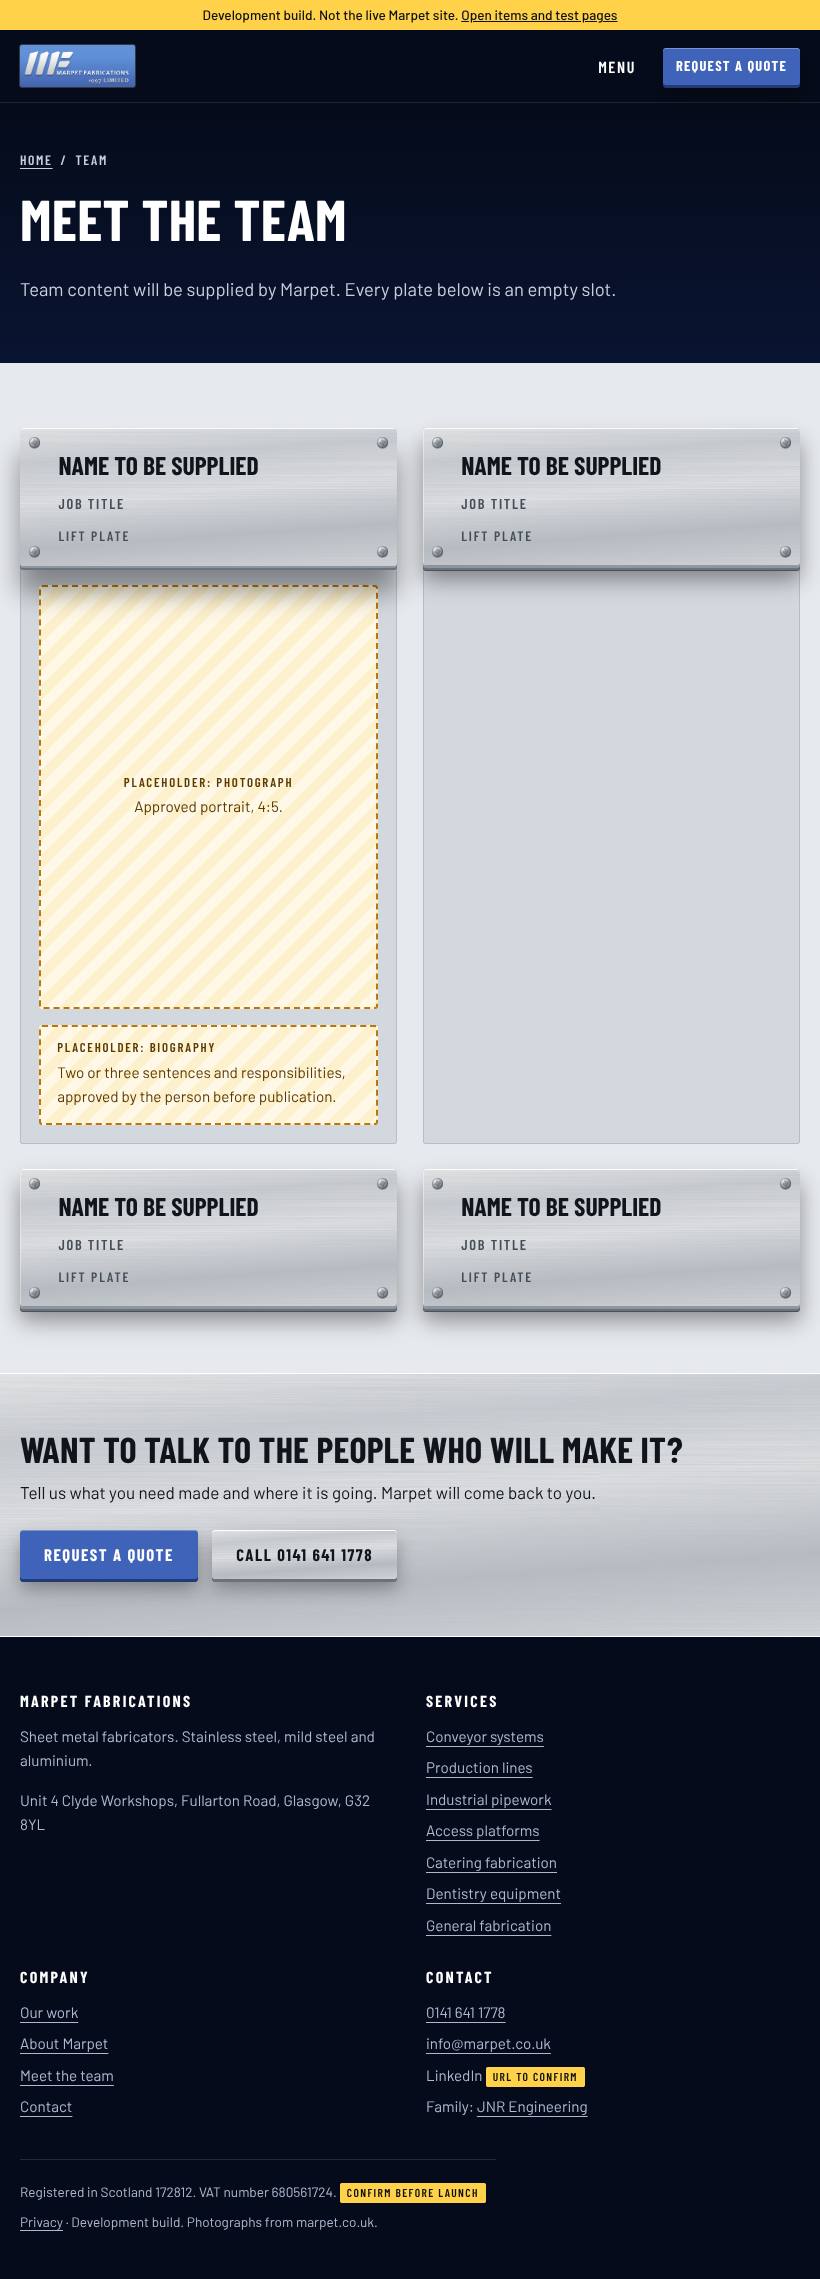 Development build. Not the live Marpet site. Open items and test pages
MF MARPET FABRICATIONS
LIMITED
MENU
REQUEST A QUOTE
HOME / TEAM
MEET THE TEAM
Team content will be supplied by Marpet. Every plate below is an empty slot.
NAME TO BE SUPPLIED
JOB TITLE
LIFT PLATE
NAME TO BE SUPPLIED
JOB TITLE
LIFT PLATE
PLACEHOLDER: PHOTOGRAPH
Approved portrait, 4:5.
PLACEHOLDER: BIOGRAPHY
Two or three sentences and responsibilities,
approved by the person before publication.
NAME TO BE SUPPLIED
JOB TITLE
LIFT PLATE
NAME TO BE SUPPLIED
JOB TITLE
LIFT PLATE
WANT TO TALK TO THE PEOPLE WHO WILL MAKE IT?
Tell us what you need made and where it is going. Marpet will come back to you.
REQUEST A QUOTE
CALL 0141 641 1778
MARPET FABRICATIONS
Sheet metal fabricators. Stainless steel, mild steel and
aluminium.
Unit 4 Clyde Workshops, Fullarton Road, Glasgow, G32
8YL
SERVICES
Conveyor systems
Production lines
Industrial pipework
Access platforms
Catering fabrication
Dentistry equipment
General fabrication
COMPANY
Our work
About Marpet
Meet the team
Contact
CONTACT
0141 641 1778
info@marpet.co.uk
LinkedIn URL TO CONFIRM
Family: JNR Engineering
Registered in Scotland 172812. VAT number 680561724. CONFIRM BEFORE LAUNCH
Privacy · Development build. Photographs from marpet.co.uk.